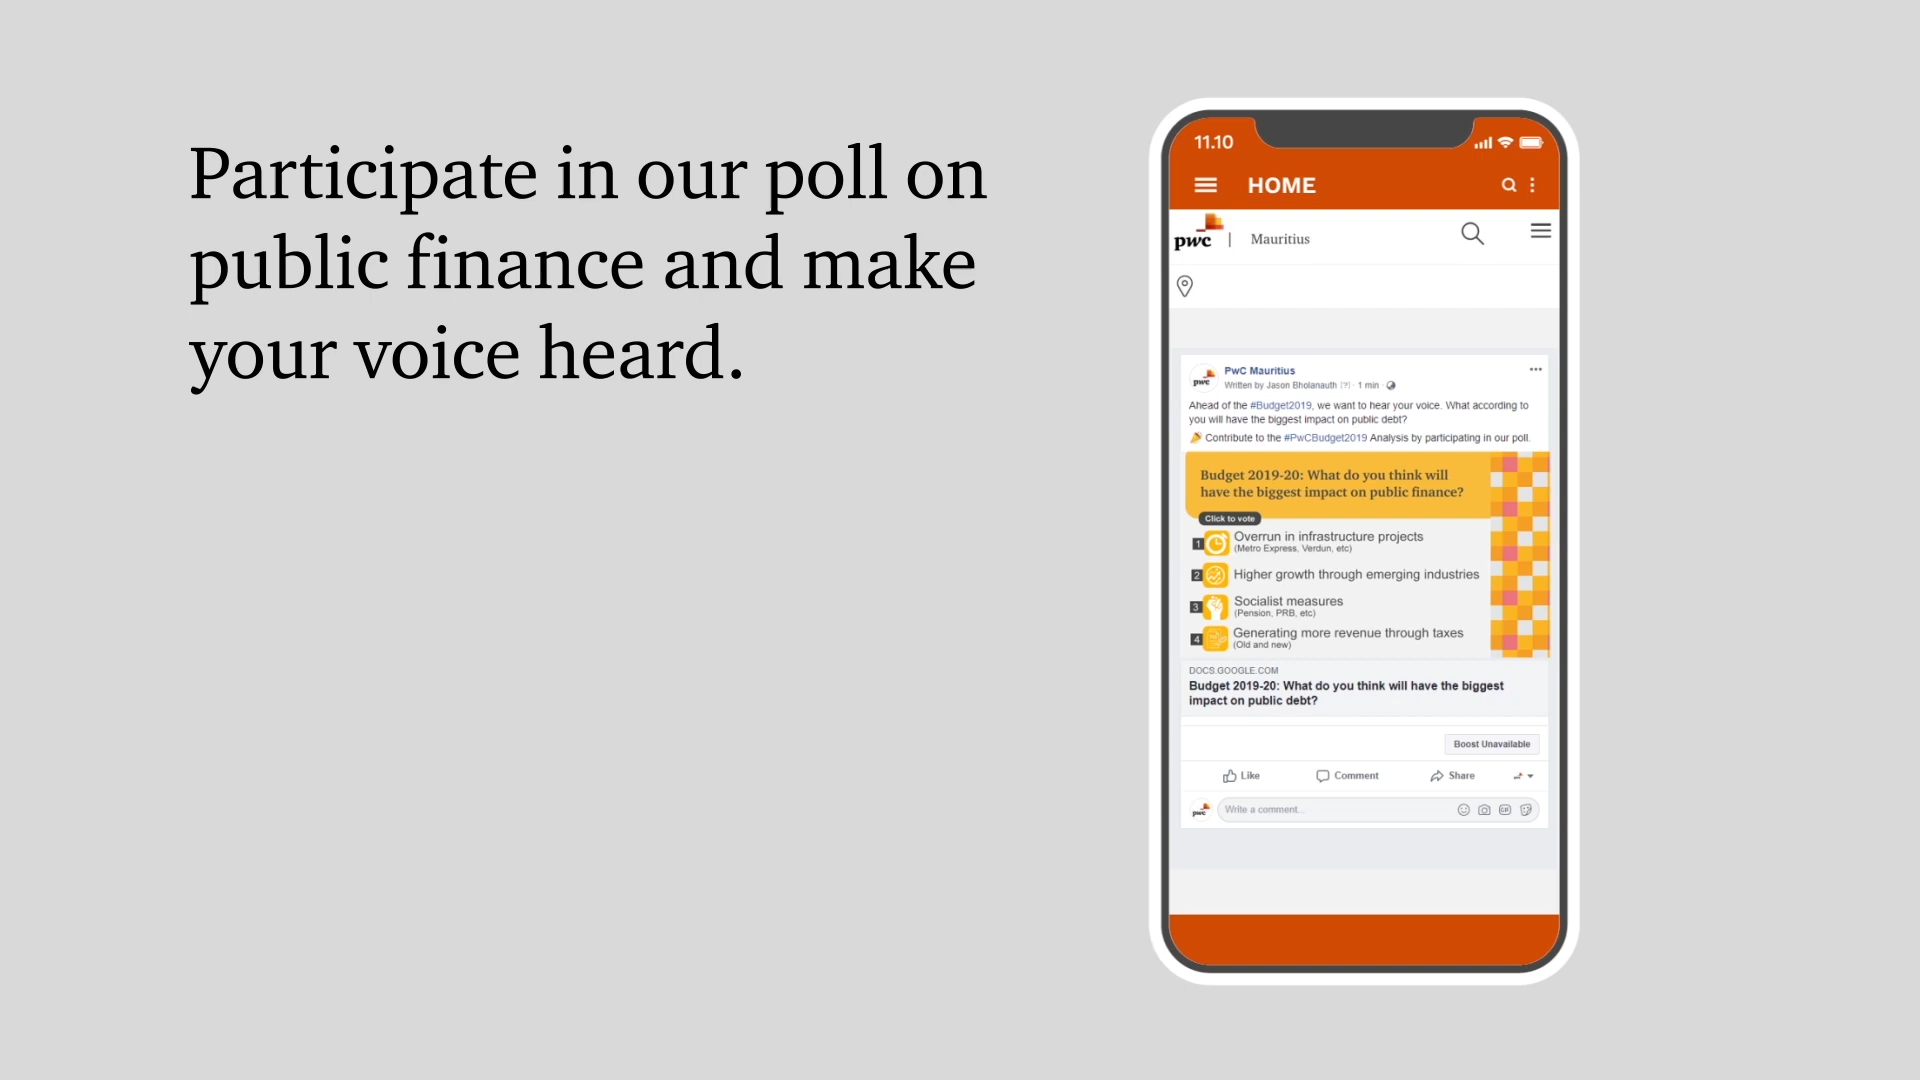 Participate in our poll on
public finance and make
your voice heard.
11.10
HOME
pwc | Mauritius
pwc
PwC Mauritius
Written by Jason Bholanauth [?] · 1 min ·
Ahead of the #Budget2019, we want to hear your voice. What according to
you will have the biggest impact on public debt?
Contribute to the #PwCBudget2019 Analysis by participating in our poll.
Budget 2019-20: What do you think will
have the biggest impact on public finance?
Click to vote
1 Overrun in infrastructure projects
(Metro Express, Verdun, etc)
2 Higher growth through emerging industries
3 Socialist measures
(Pension, PRB, etc)
4 Generating more revenue through taxes
(Old and new)
DOCS.GOOGLE.COM
Budget 2019-20: What do you think will have the biggest
impact on public debt?
Boost Unavailable
Like Comment Share
pwc Write a comment... GIF